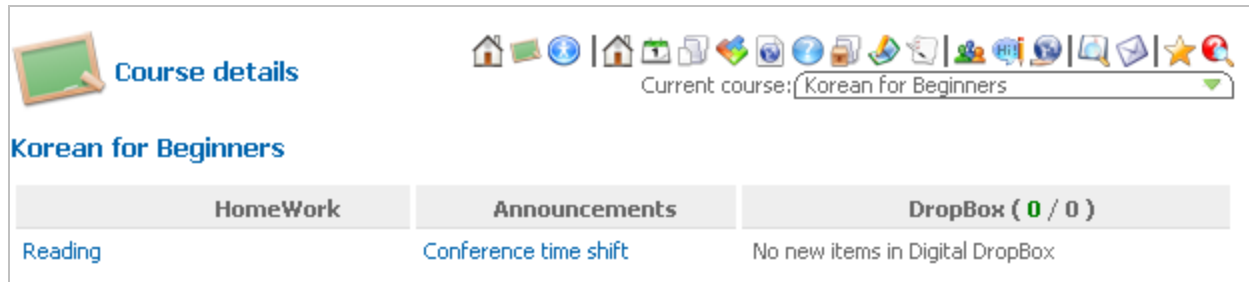 Course details
Current course: Korean for Beginners
Korean for Beginners
HomeWork Announcements DropBox ( 0 / 0 )
Reading Conference time shift No new items in Digital DropBox